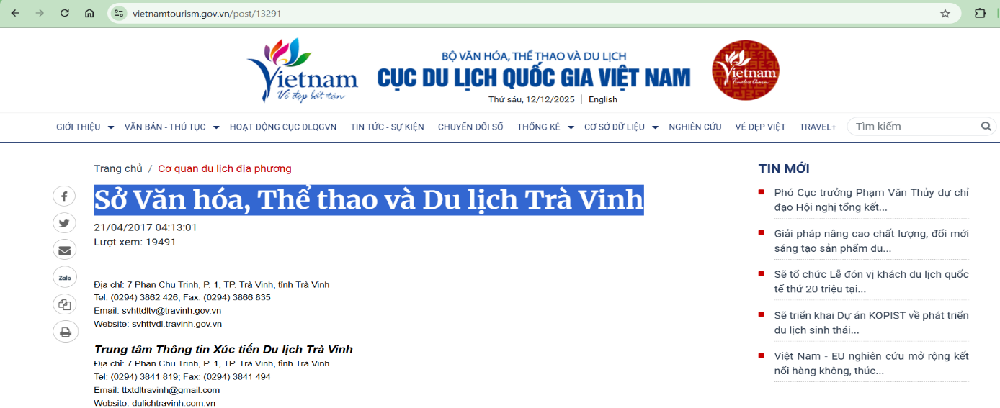 vietnamtourism.gov.vn/post/13291
Vietnam
Vẻ đẹp bất tận
BỘ VĂN HÓA, THỂ THAO VÀ DU LỊCH
CỤC DU LỊCH QUỐC GIA VIỆT NAM
Thứ sáu, 12/12/2025 | English
Vietnam
Timeless Charm
GIỚI THIỆU VĂN BẢN - THỦ TỤC HOẠT ĐỘNG CỤC DLQGVN TIN TỨC - SỰ KIỆN CHUYỂN ĐỔI SỐ THỐNG KÊ CƠ SỞ DỮ LIỆU NGHIÊN CỨU VẺ ĐẸP VIỆT TRAVEL+ Tìm kiếm
Trang chủ / Cơ quan du lịch địa phương
Sở Văn hóa, Thể thao và Du lịch Trà Vinh
21/04/2017 04:13:01
Lượt xem: 19491
Zalo
Địa chỉ: 7 Phan Chu Trinh, P. 1, TP. Trà Vinh, tỉnh Trà Vinh
Tel: (0294) 3862 426; Fax: (0294) 3866 835
Email: svhttdltv@travinh.gov.vn
Website: svhttvdl.travinh.gov.vn
Trung tâm Thông tin Xúc tiến Du lịch Trà Vinh
Địa chỉ: 7 Phan Chu Trinh, P. 1, TP. Trà Vinh, tỉnh Trà Vinh
Tel: (0294) 3841 819; Fax: (0294) 3841 494
Email: ttxtdltravinh@gmail.com
Website: dulichtravinh.com.vn
TIN MỚI
Phó Cục trưởng Phạm Văn Thủy dự chỉ
đạo Hội nghị tổng kết...
Giải pháp nâng cao chất lượng, đổi mới
sáng tạo sản phẩm du...
Sẽ tổ chức Lễ đón vị khách du lịch quốc
tế thứ 20 triệu tại...
Sẽ triển khai Dự án KOPIST về phát triển
du lịch sinh thái...
Việt Nam - EU nghiên cứu mở rộng kết
nối hàng không, thúc...